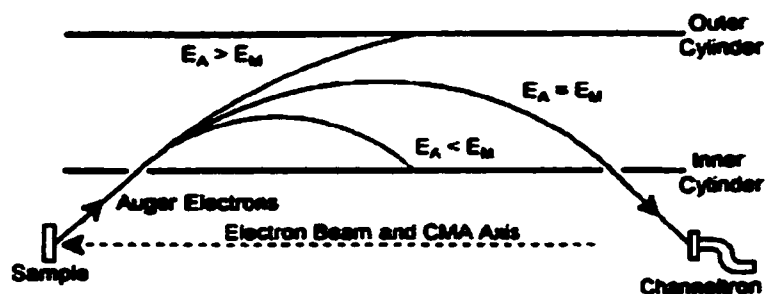 Outer
Cylinder
E_A > E_M
E_A = E_M
E_A < E_M
Inner
Cylinder
Auger Electrons
Electron Beam and CMA Axis
Sample
Channeltron